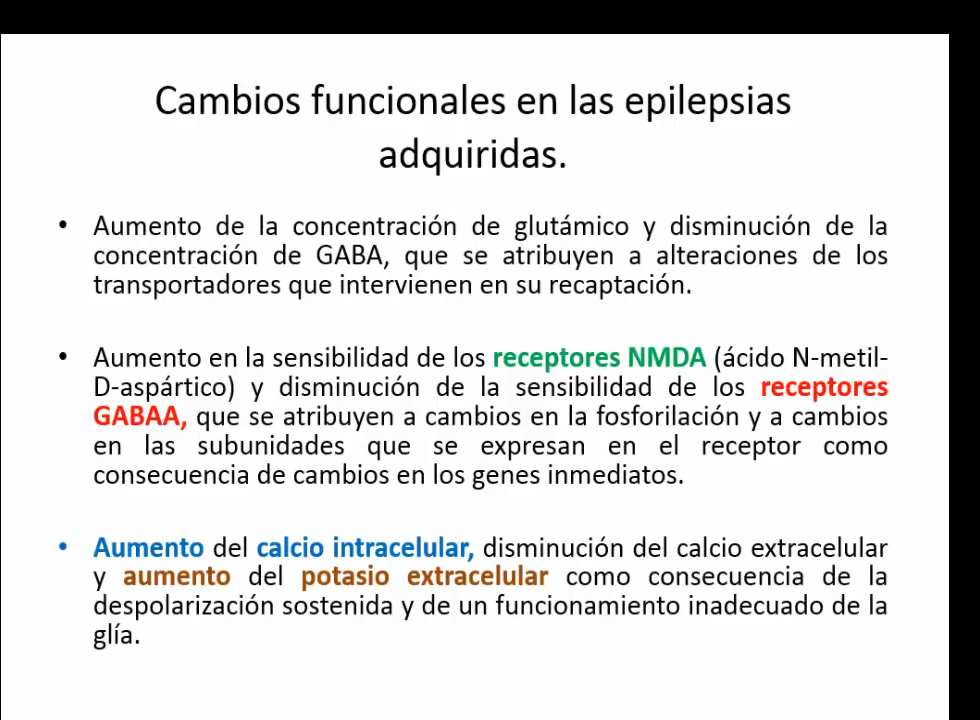 Cambios funcionales en las epilepsias
adquiridas.
• Aumento de la concentración de glutámico y disminución de la
concentración de GABA, que se atribuyen a alteraciones de los
transportadores que intervienen en su recaptación.
• Aumento en la sensibilidad de los receptores NMDA (ácido N-metil-
D-aspártico) y disminución de la sensibilidad de los receptores
GABAA, que se atribuyen a cambios en la fosforilación y a cambios
en las subunidades que se expresan en el receptor como
consecuencia de cambios en los genes inmediatos.
• Aumento del calcio intracelular, disminución del calcio extracelular
y aumento del potasio extracelular como consecuencia de la
despolarización sostenida y de un funcionamiento inadecuado de la
glía.